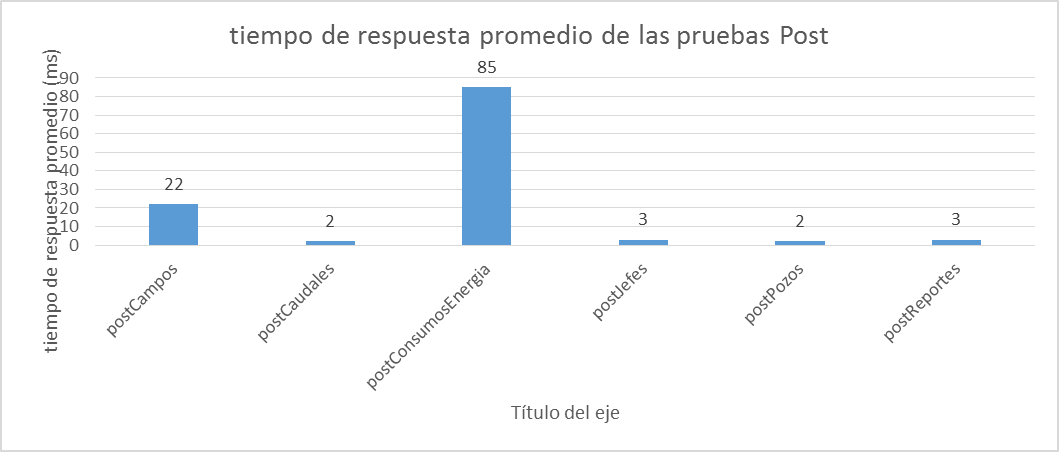 tiempo de respuesta promedio de las pruebas Post
tiempo de respuesta promedio (ms)
90
80
70
60
50
40
30
20
10
0
22
2
85
3
2
3
postCampos
postCaudales
postConsumosEnergia
postJefes
postPozos
postReportes
Título del eje